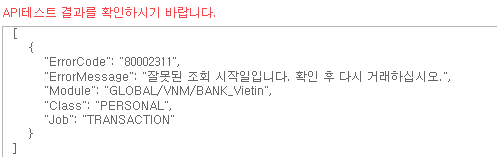 API테스트 결과를 확인하시기 바랍니다.
[
{
"ErrorCode": "80002311",
"ErrorMessage": "잘못된 조회 시작일입니다. 확인 후 다시 거래하십시오.",
"Module": "GLOBAL/VNM/BANK_Vietin",
"Class": "PERSONAL",
"Job": "TRANSACTION"
}
]